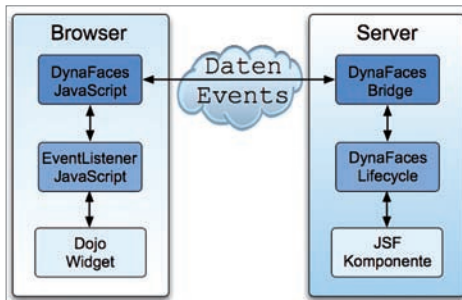 Browser
DynaFaces
JavaScript
EventListener
JavaScript
Dojo
Widget
Daten
Events
Server
DynaFaces
Bridge
DynaFaces
Lifecycle
JSF
Komponente